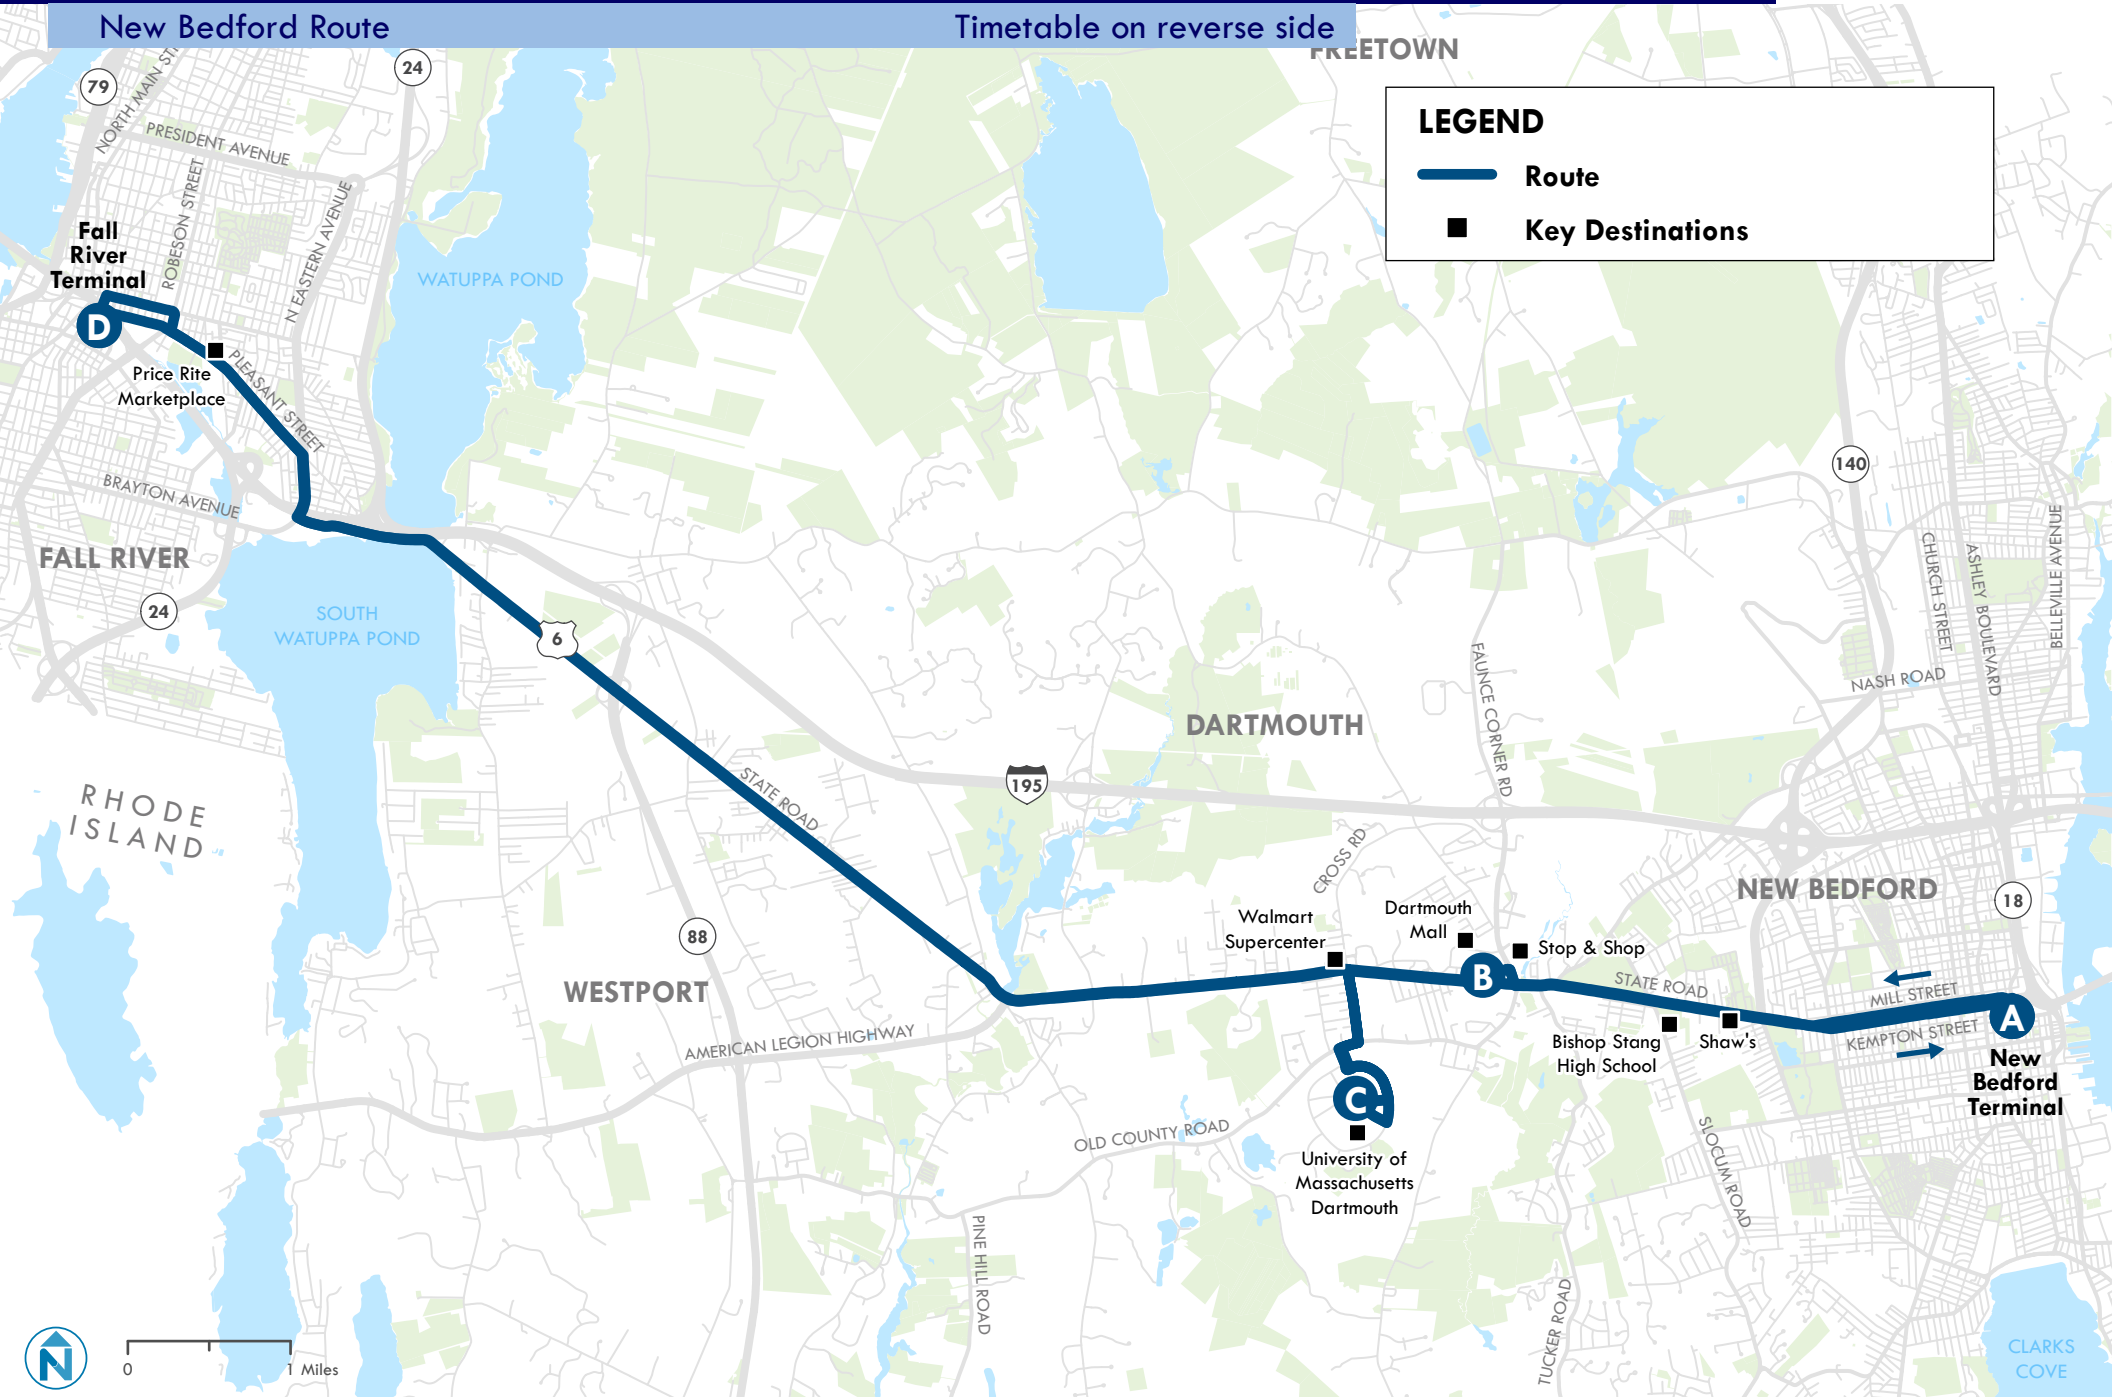 New Bedford Route
Timetable on reverse side
FREETOWN
LEGEND
Route
Key Destinations
24
79
NORTH MAIN ST
PRESIDENT AVENUE
ROBESON STREET
N EASTERN AVENUE
Fall
River
Terminal
D
WATUPPA POND
Price Rite
Marketplace
PLEASANT STREET
BRAYTON AVENUE
FALL RIVER
24
SOUTH
WATUPPA POND
6
140
CHURCH STREET
ASHLEY BOULEVARD
BELLEVILLE AVENUE
NASH ROAD
FAUNCE CORNER RD
DARTMOUTH
195
STATE ROAD
RHODE
ISLAND
CROSS RD
NEW BEDFORD
18
88
WESTPORT
Walmart
Supercenter
Dartmouth
Mall
Stop & Shop
B
STATE ROAD
MILL STREET
A
KEMPTON STREET
Bishop Stang
High School
Shaw's
New
Bedford
Terminal
AMERICAN LEGION HIGHWAY
C
OLD COUNTY ROAD
University of
Massachusetts
Dartmouth
SLOCUM ROAD
PINE HILL ROAD
TUCKER ROAD
CLARKS
COVE
N
0
1 Miles